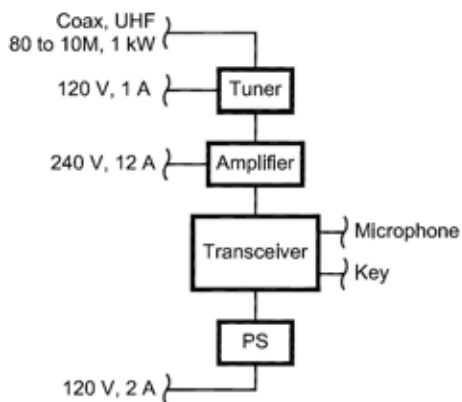 Coax, UHF
80 to 10M, 1 kW
120 V, 1 A
Tuner
240 V, 12 A
Amplifier
Transceiver
Microphone
Key
PS
120 V, 2 A